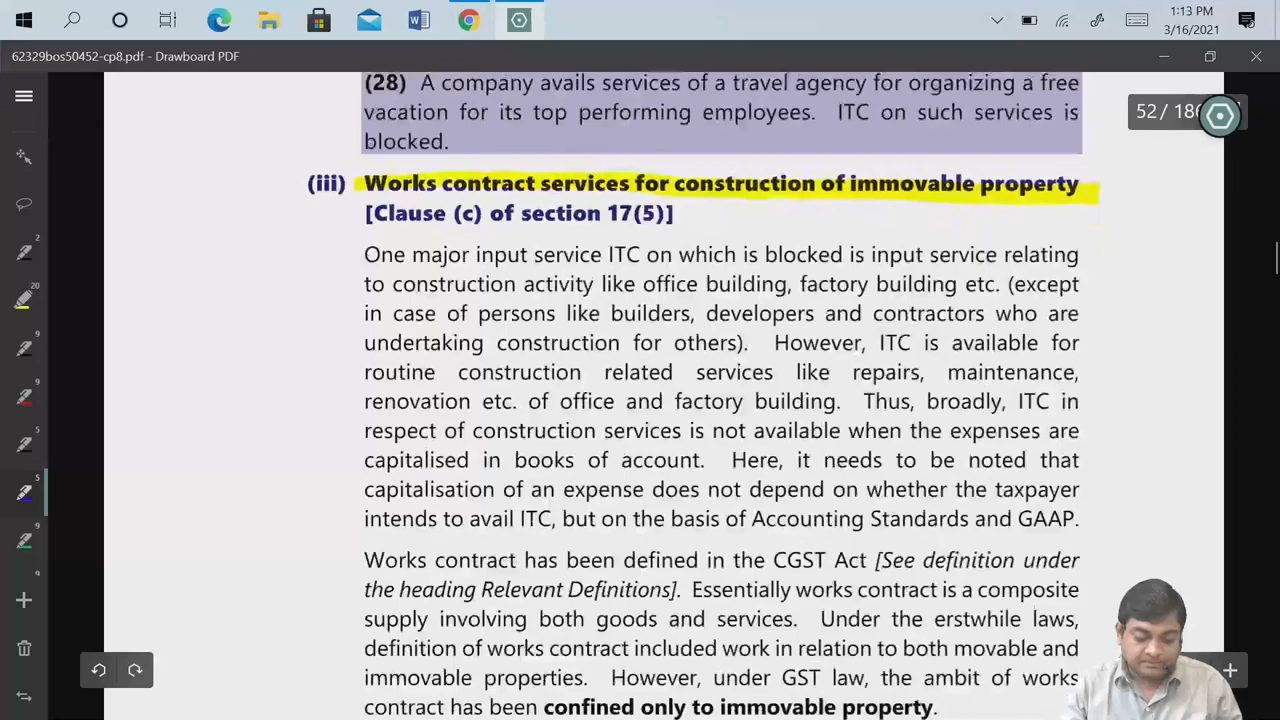 1:13 PM
3/16/2021
62329bos50452-cp8.pdf - Drawboard PDF
52 / 186
(28) A company avails services of a travel agency for organizing a free
vacation for its top performing employees. ITC on such services is
blocked.
(iii) Works contract services for construction of immovable property
[Clause (c) of section 17(5)]
One major input service ITC on which is blocked is input service relating
to construction activity like office building, factory building etc. (except
in case of persons like builders, developers and contractors who are
undertaking construction for others). However, ITC is available for
routine construction related services like repairs, maintenance,
renovation etc. of office and factory building. Thus, broadly, ITC in
respect of construction services is not available when the expenses are
capitalised in books of account. Here, it needs to be noted that
capitalisation of an expense does not depend on whether the taxpayer
intends to avail ITC, but on the basis of Accounting Standards and GAAP.
Works contract has been defined in the CGST Act [See definition under
the heading Relevant Definitions]. Essentially works contract is a composite
supply involving both goods and services. Under the erstwhile laws,
definition of works contract included work in relation to both movable and
immovable properties. However, under GST law, the ambit of works
contract has been confined only to immovable property.
2
20
9
9
5
5
9
9